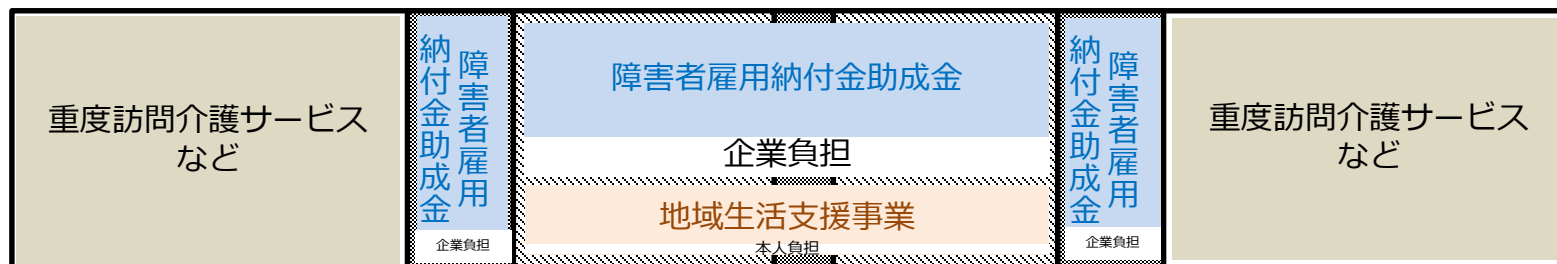 重度訪問介護サービス
など
障害者雇用
納付金助成金
企業負担
障害者雇用納付金助成金
企業負担
地域生活支援事業
本人負担
障害者雇用
納付金助成金
企業負担
重度訪問介護サービス
など